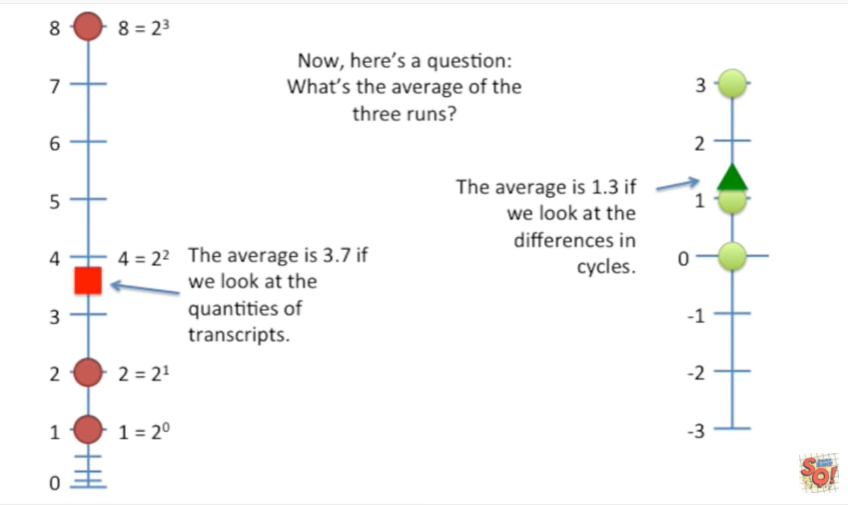 8
8 = 2³
7
6
5
4
4 = 2²
3
2
2 = 2¹
1
1 = 2⁰
0
Now, here's a question:
What's the average of the
three runs?
The average is 3.7 if
we look at the
quantities of
transcripts.
The average is 1.3 if
we look at the
differences in
cycles.
3
2
1
0
-1
-2
-3
SQ!